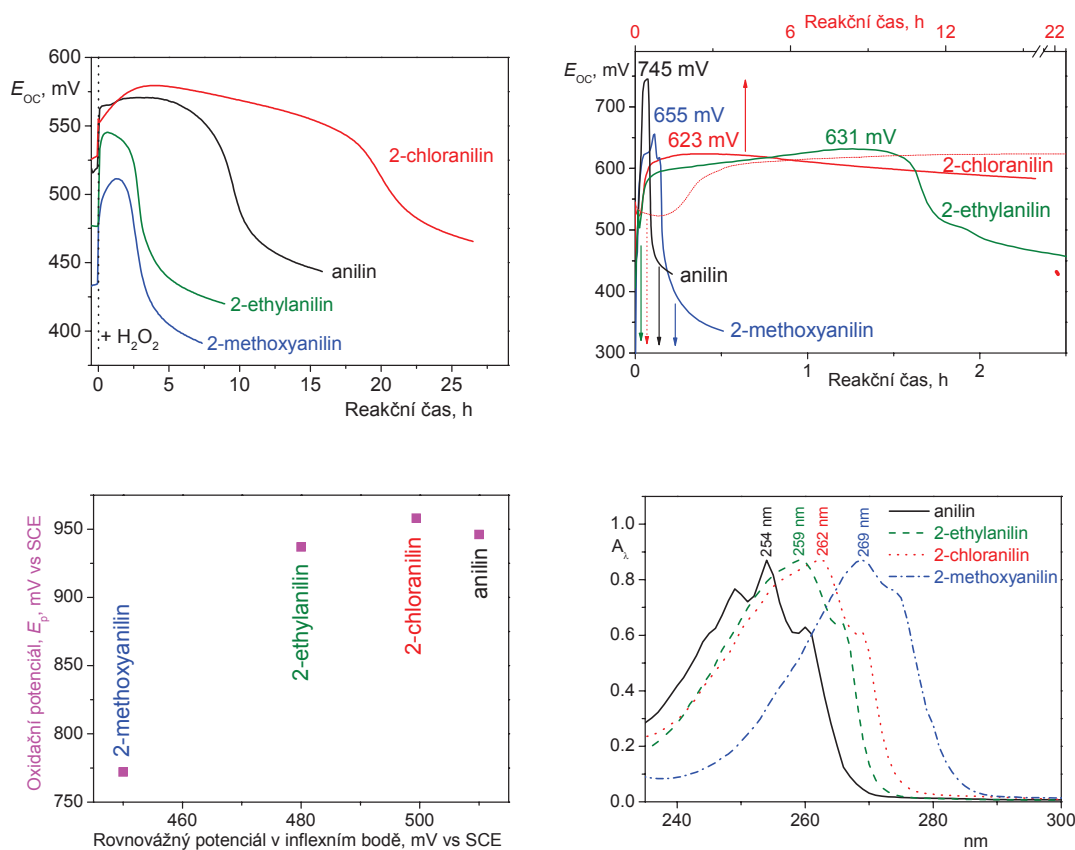 600
550
500
450
400
E_OC, mV
+ H₂O₂
2-chloranilin
anilin
2-ethylanilin
2-methoxyanilin
0 5 10 15 20 25
Reakční čas, h
Reakční čas, h
0 6 12 22
E_OC, mV
700
600
500
400
300
745 mV
655 mV
623 mV
631 mV
2-chloranilin
2-ethylanilin
anilin
2-methoxyanilin
0 1 2
Reakční čas, h
Oxidační potenciál, E_p, mV vs SCE
950
900
850
800
750
2-methoxyanilin
2-ethylanilin
2-chloranilin
anilin
460 480 500
Rovnovážný potenciál v inflexním bodě, mV vs SCE
1.0
0.8
0.6
0.4
0.2
0.0
A_λ
254 nm
259 nm
262 nm
269 nm
anilin
2-ethylanilin
2-chloranilin
2-methoxyanilin
240 260 280 300
nm